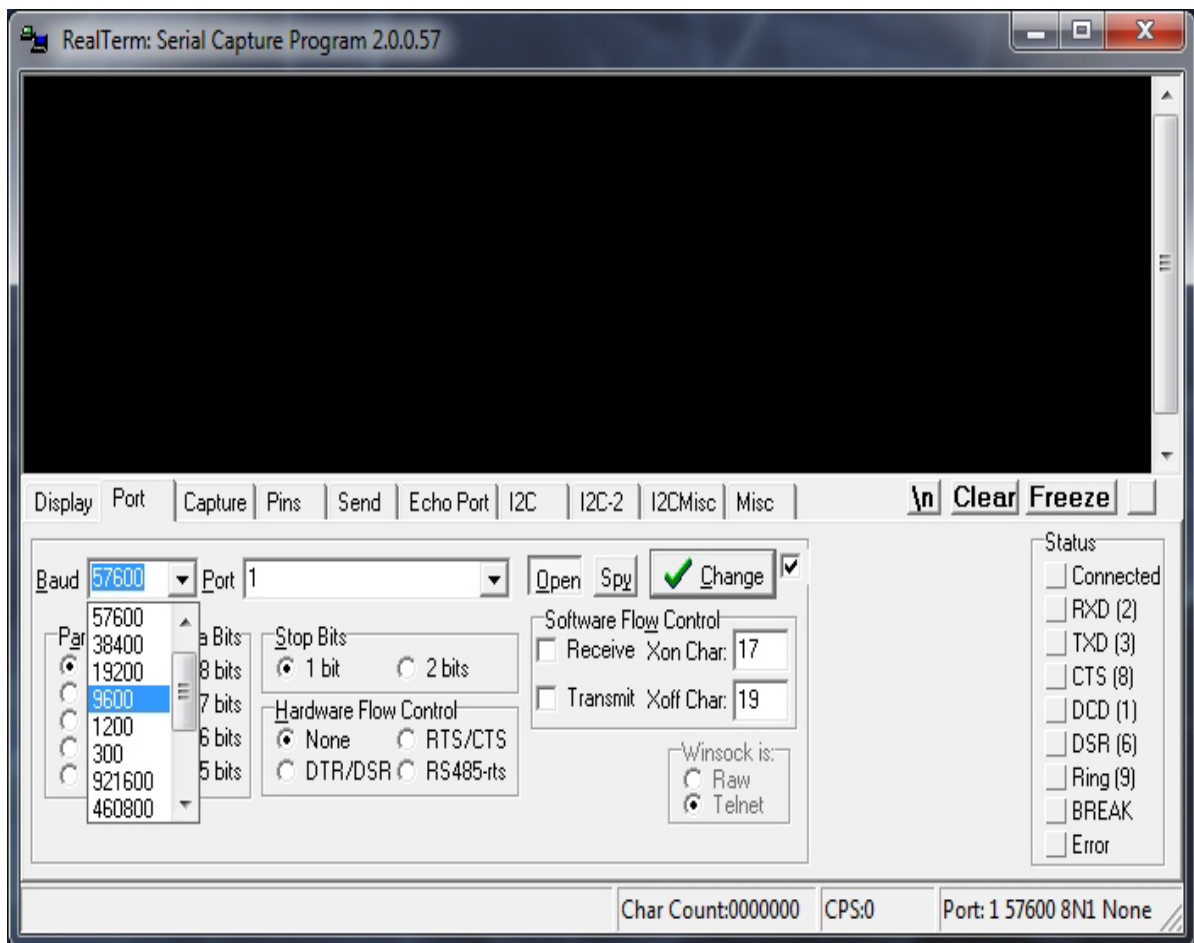 RealTerm: Serial Capture Program 2.0.0.57
Display Port Capture Pins Send Echo Port I2C I2C-2 I2CMisc Misc \n Clear Freeze
Baud 57600 Port 1 Open Spy Change
57600
38400
19200
9600
1200
300
921600
460800
Par
a Bits
8 bits
7 bits
6 bits
5 bits
Stop Bits
1 bit 2 bits
Hardware Flow Control
None RTS/CTS
DTR/DSR RS485-rts
Software Flow Control
Receive Xon Char: 17
Transmit Xoff Char: 19
Winsock is:
Raw
Telnet
Status
Connected
RXD (2)
TXD (3)
CTS (8)
DCD (1)
DSR (6)
Ring (9)
BREAK
Error
Char Count:0000000 CPS:0 Port: 1 57600 8N1 None